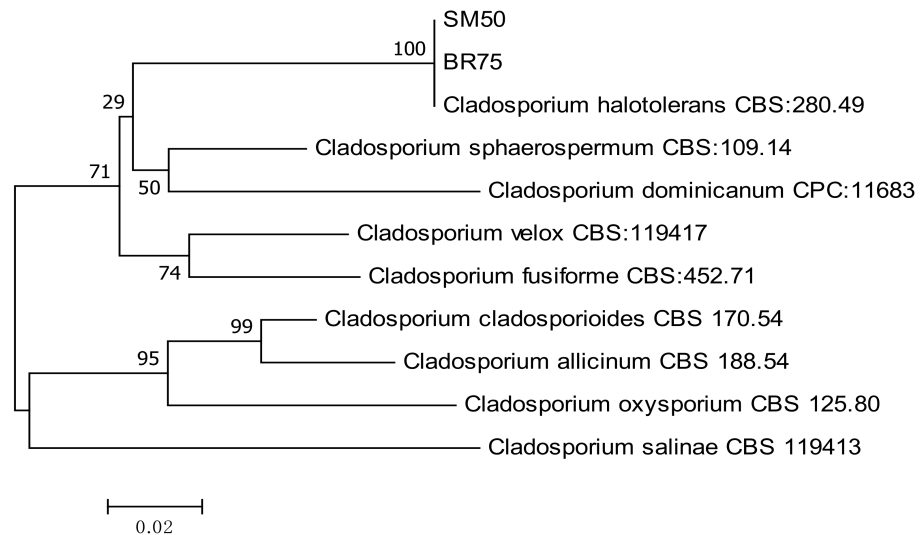 SM50
100
BR75
29
Cladosporium halotolerans CBS:280.49
Cladosporium sphaerospermum CBS:109.14
71
50
Cladosporium dominicanum CPC:11683
Cladosporium velox CBS:119417
74
Cladosporium fusiforme CBS:452.71
99
Cladosporium cladosporioides CBS 170.54
95
Cladosporium allicinum CBS 188.54
Cladosporium oxysporium CBS 125.80
Cladosporium salinae CBS 119413
0.02